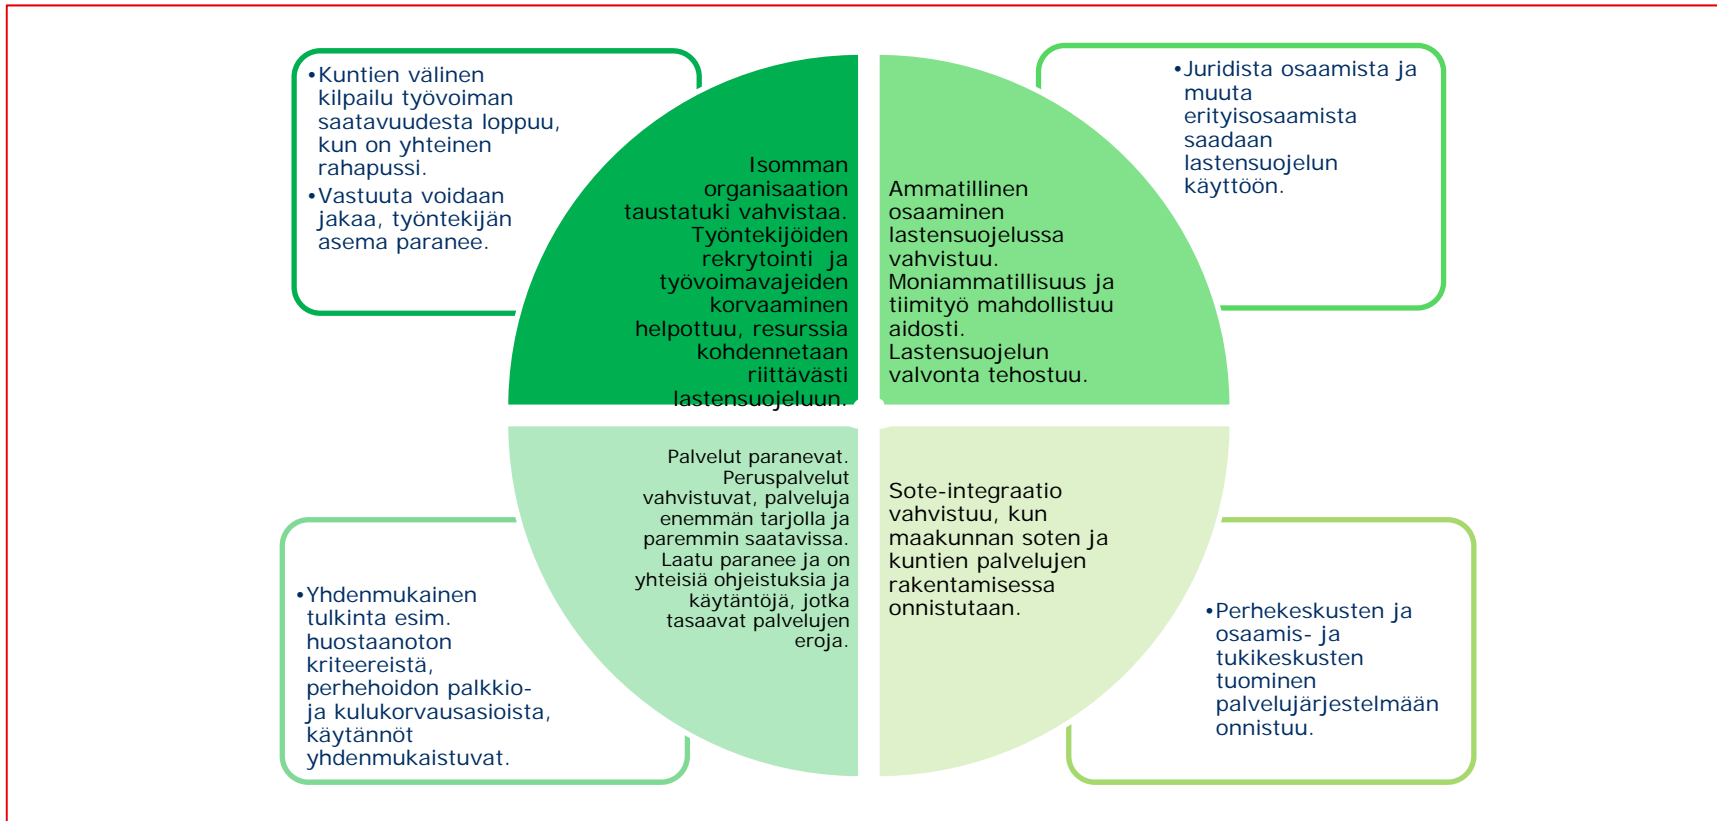 •Kuntien välinen
kilpailu työvoiman
saatavuudesta loppuu,
kun on yhteinen
rahapussi.
•Vastuuta voidaan
jakaa, työntekijän
asema paranee.
Isomman
organisaation
taustatuki vahvistaa.
Työntekijöiden
rekrytointi ja
työvoimavajeiden
korvaaminen
helpottuu, resurssia
kohdennetaan
riittävästi
lastensuojeluun.
Ammatillinen
osaaminen
lastensuojelussa
vahvistuu.
Moniammatillisuus ja
tiimityö mahdollistuu
aidosti.
Lastensuojelun
valvonta tehostuu.
•Juridista osaamista ja
muuta
erityisosaamista
saadaan
lastensuojelun
käyttöön.
•Yhdenmukainen
tulkinta esim.
huostaanoton
kriteereistä,
perhehoidon palkkio-
ja kulukorvausasioista,
käytännöt
yhdenmukaistuvat.
Palvelut paranevat.
Peruspalvelut
vahvistuvat, palveluja
enemmän tarjolla ja
paremmin saatavissa.
Laatu paranee ja on
yhteisiä ohjeistuksia ja
käytäntöjä, jotka
tasaavat palvelujen
eroja.
Sote-integraatio
vahvistuu, kun
maakunnan soten ja
kuntien palvelujen
rakentamisessa
onnistutaan.
•Perhekeskusten ja
osaamis- ja
tukikeskusten
tuominen
palvelujärjestelmään
onnistuu.